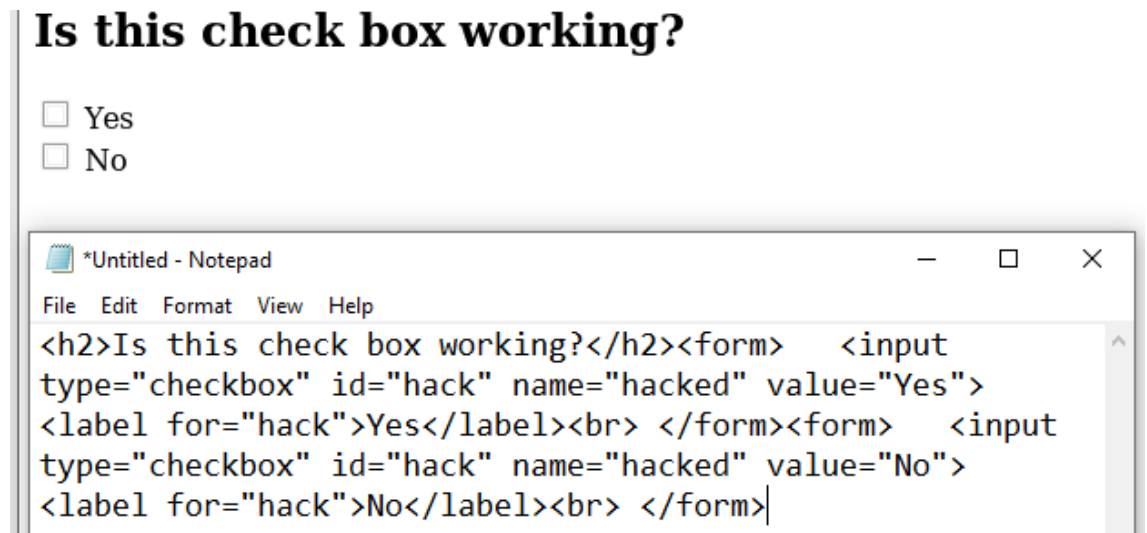 Is this check box working?
Yes
No
*Untitled - Notepad
File Edit Format View Help
<h2>Is this check box working?</h2><form>   <input
type="checkbox" id="hack" name="hacked" value="Yes">
<label for="hack">Yes</label><br> </form><form>   <input
type="checkbox" id="hack" name="hacked" value="No">
<label for="hack">No</label><br> </form>